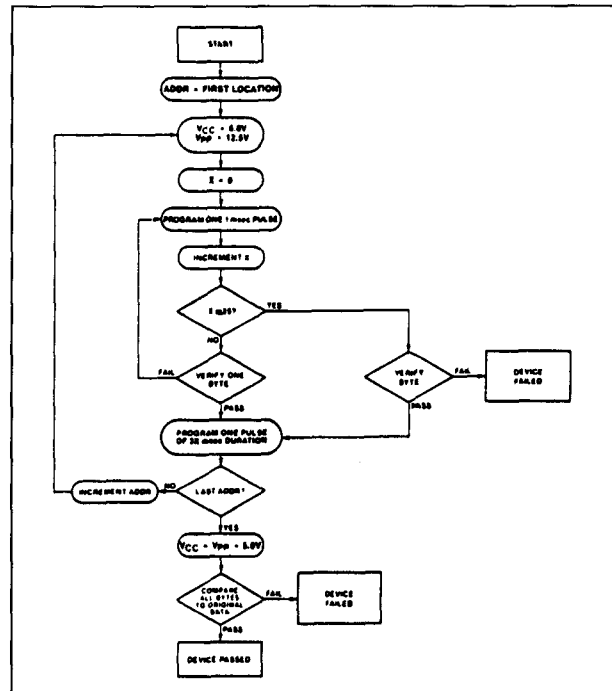 START
ADDR = FIRST LOCATION
VCC = 6.0V
Vpp = 12.5V
X = 0
PROGRAM ONE 1 msec PULSE
INCREMENT X
X = 25?
YES
NO
FAIL
VERIFY ONE
BYTE
PASS
VERIFY
BYTE
FAIL
PASS
DEVICE
FAILED
PROGRAM ONE PULSE
OF 3X msec DURATION
INCREMENT ADDR
NO
LAST ADDR?
YES
VCC = Vpp = 5.0V
COMPARE
ALL BYTES
TO ORIGINAL
DATA
FAIL
DEVICE
FAILED
PASS
DEVICE PASSED